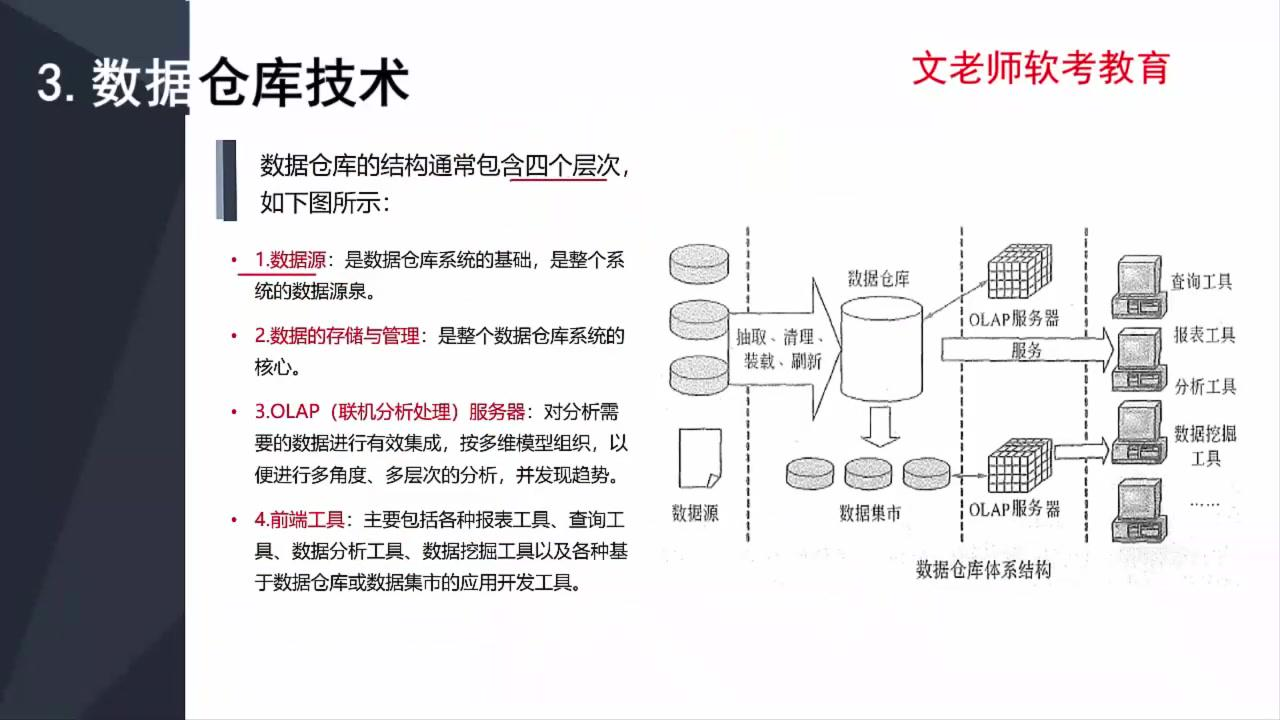 3. 数据仓库技术
文老师软考教育
数据仓库的结构通常包含四个层次，
如下图所示：
• 1.数据源：是数据仓库系统的基础，是整个系
统的数据源泉。
• 2.数据的存储与管理：是整个数据仓库系统的
核心。
• 3.OLAP（联机分析处理）服务器：对分析需
要的数据进行有效集成，按多维模型组织，以
便进行多角度、多层次的分析，并发现趋势。
• 4.前端工具：主要包括各种报表工具、查询工
具、数据分析工具、数据挖掘工具以及各种基
于数据仓库或数据集市的应用开发工具。
数据仓库
查询工具
OLAP服务器
抽取、清理、
装载、刷新
服务
报表工具
分析工具
数据挖掘
工具
……
数据源
数据集市
OLAP服务器
数据仓库体系结构